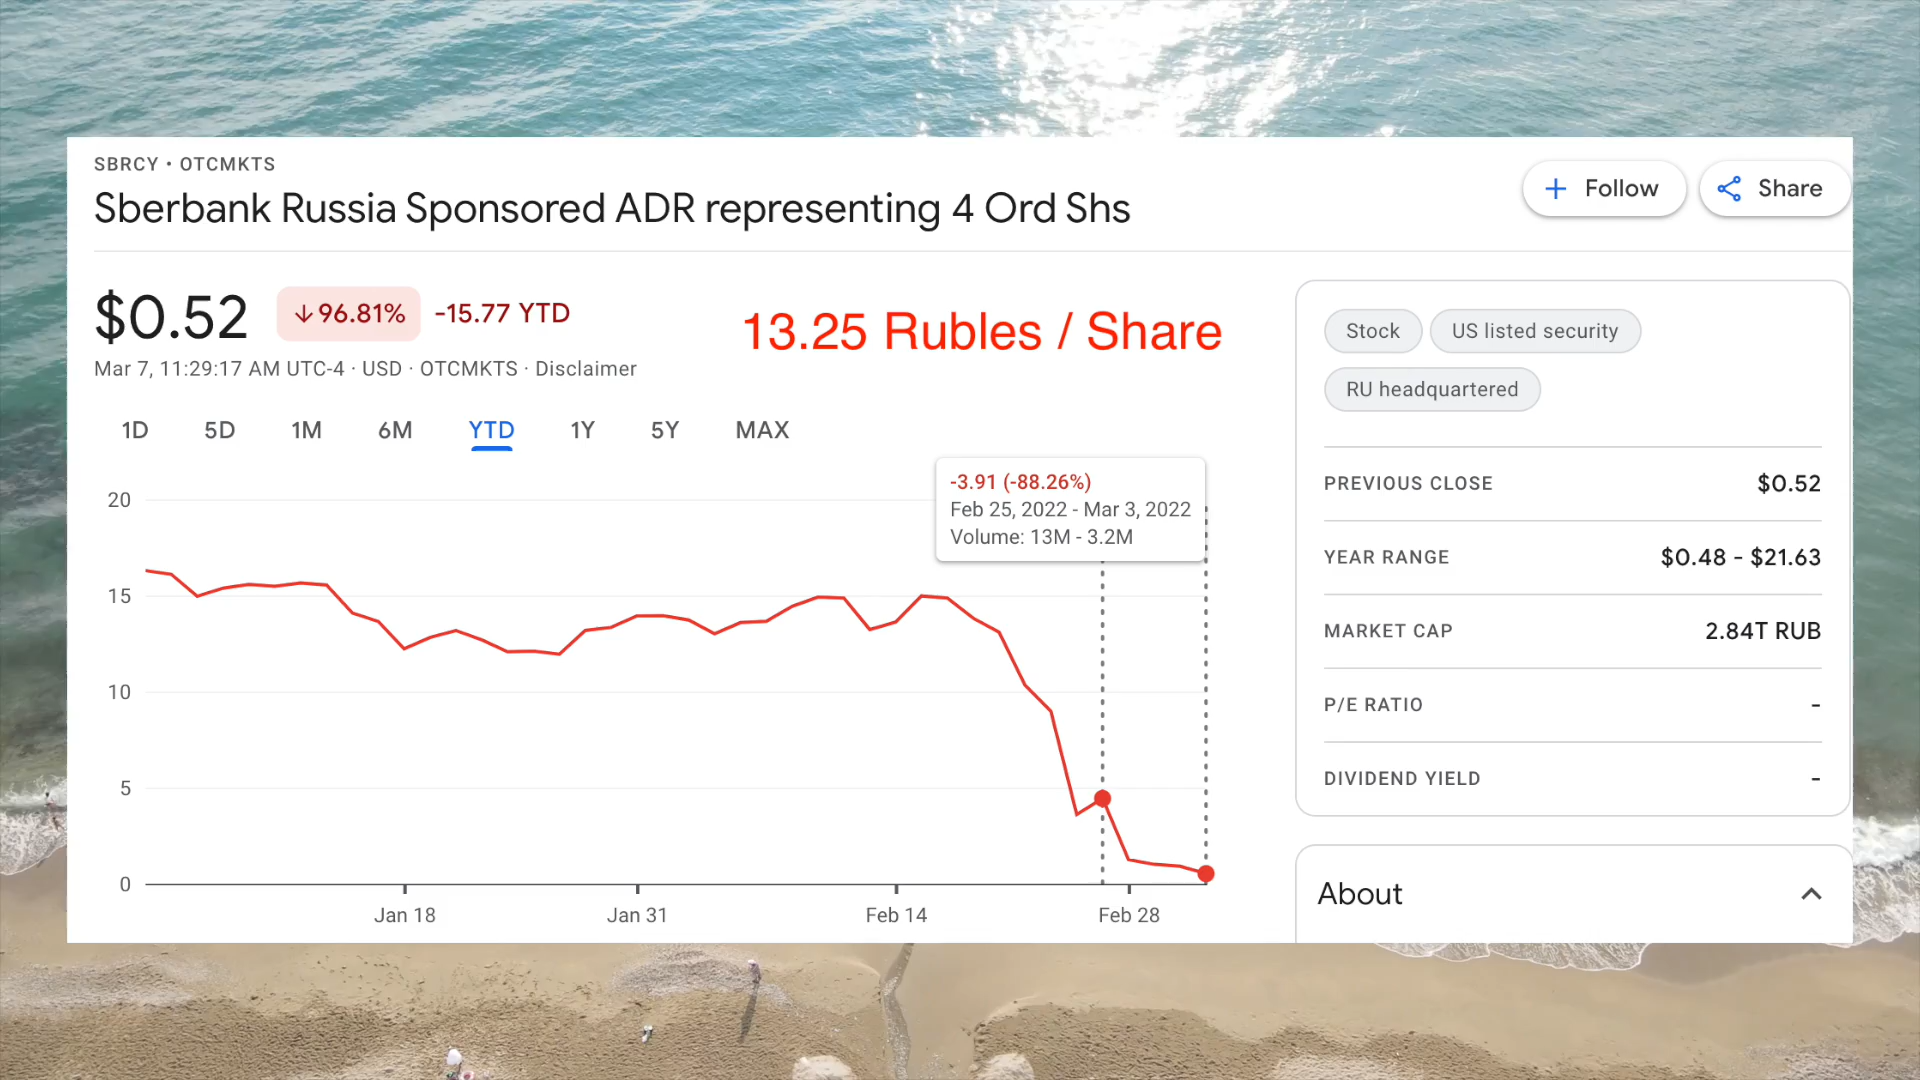 SBRCY • OTCMKTS
Sberbank Russia Sponsored ADR representing 4 Ord Shs
+ Follow
Share
$0.52
↓96.81%
-15.77 YTD
13.25 Rubles / Share
Mar 7, 11:29:17 AM UTC-4 · USD · OTCMKTS · Disclaimer
1D 5D 1M 6M YTD 1Y 5Y MAX
-3.91 (-88.26%)
Feb 25, 2022 - Mar 3, 2022
Volume: 13M - 3.2M
20
15
10
5
0
Jan 18 Jan 31 Feb 14 Feb 28
Stock
US listed security
RU headquartered
PREVIOUS CLOSE $0.52
YEAR RANGE $0.48 - $21.63
MARKET CAP 2.84T RUB
P/E RATIO -
DIVIDEND YIELD -
About